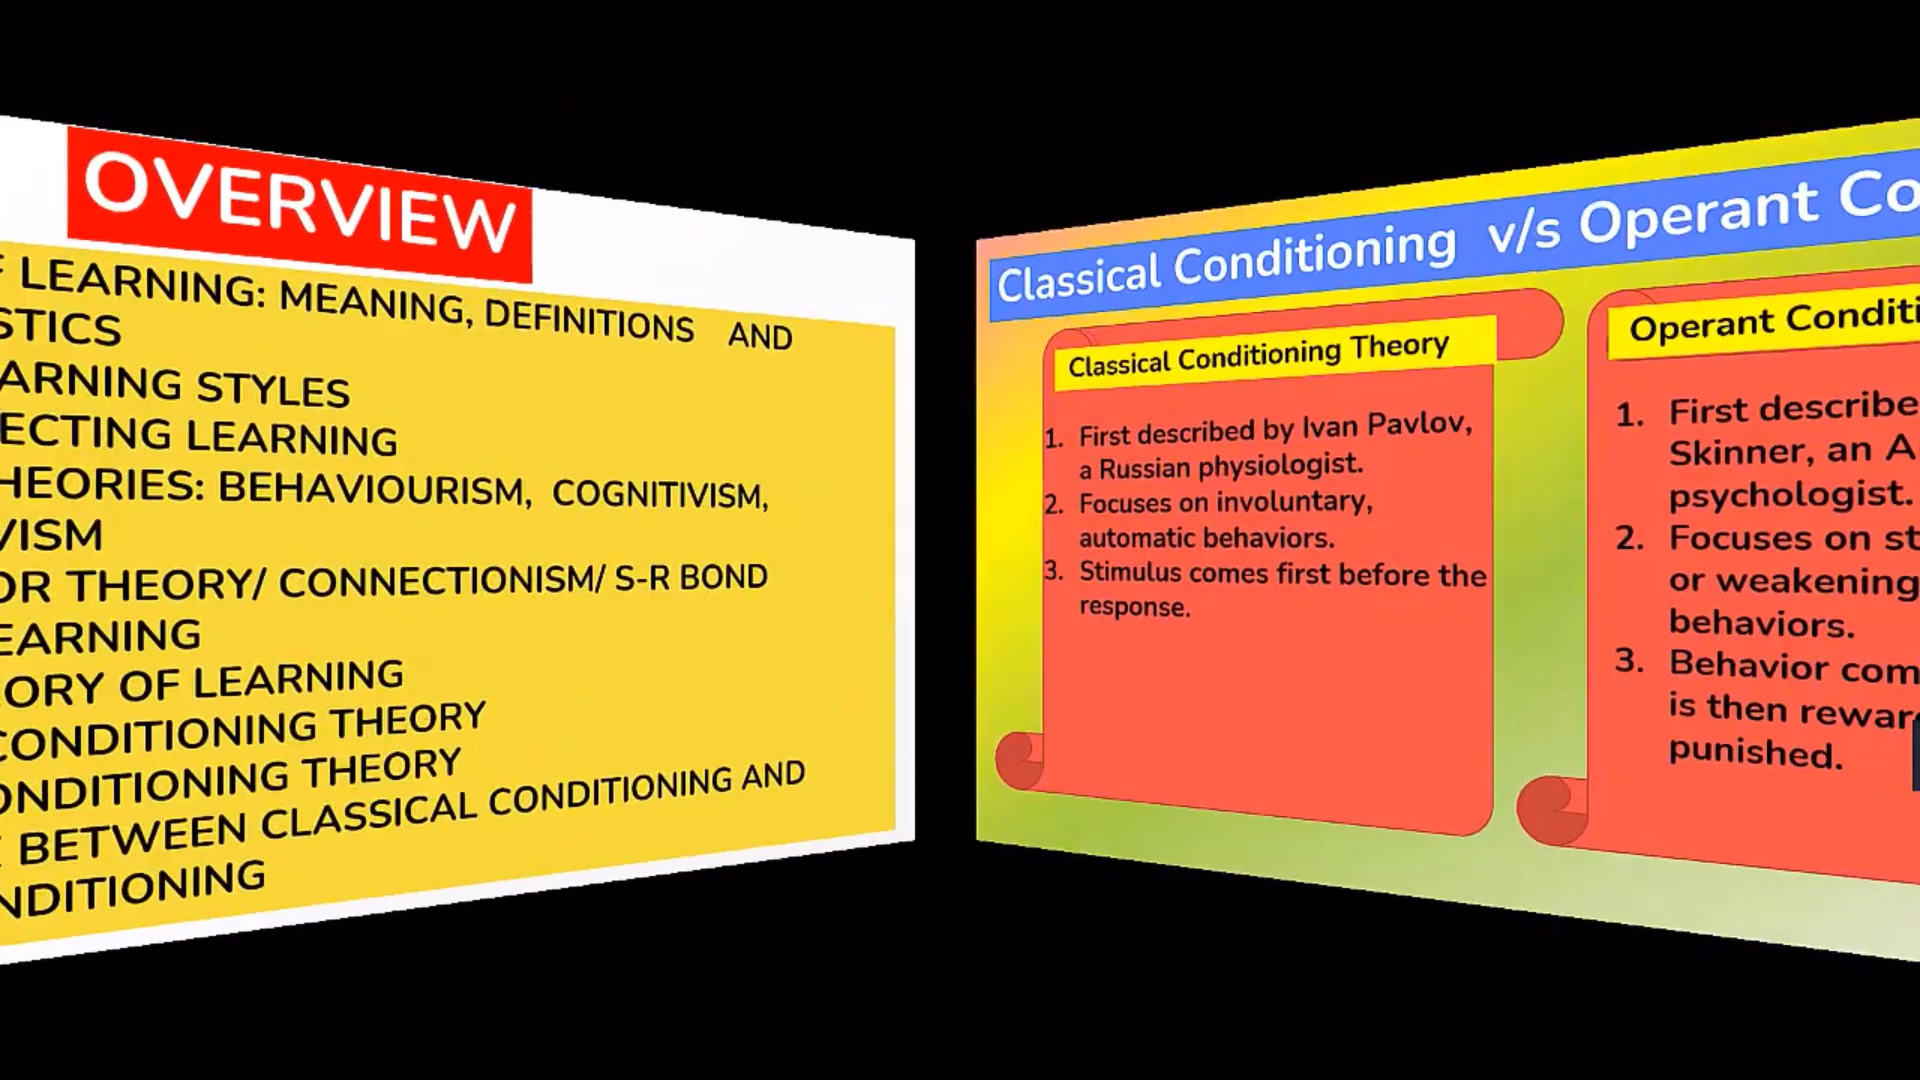 OVERVIEW
LEARNING: MEANING, DEFINITIONS AND
STICS
ARNING STYLES
ECTING LEARNING
HEORIES: BEHAVIOURISM, COGNITIVISM,
VISM
OR THEORY/ CONNECTIONISM/ S-R BOND
EARNING
ORY OF LEARNING
CONDITIONING THEORY
ONDITIONING THEORY
BETWEEN CLASSICAL CONDITIONING AND
NDITIONING
Classical Conditioning v/s Operant Co
Classical Conditioning Theory
1. First described by Ivan Pavlov,
a Russian physiologist.
2. Focuses on involuntary,
automatic behaviors.
3. Stimulus comes first before the
response.
Operant Conditi
1. First describe
Skinner, an A
psychologist.
2. Focuses on st
or weakening
behaviors.
3. Behavior com
is then rewar
punished.